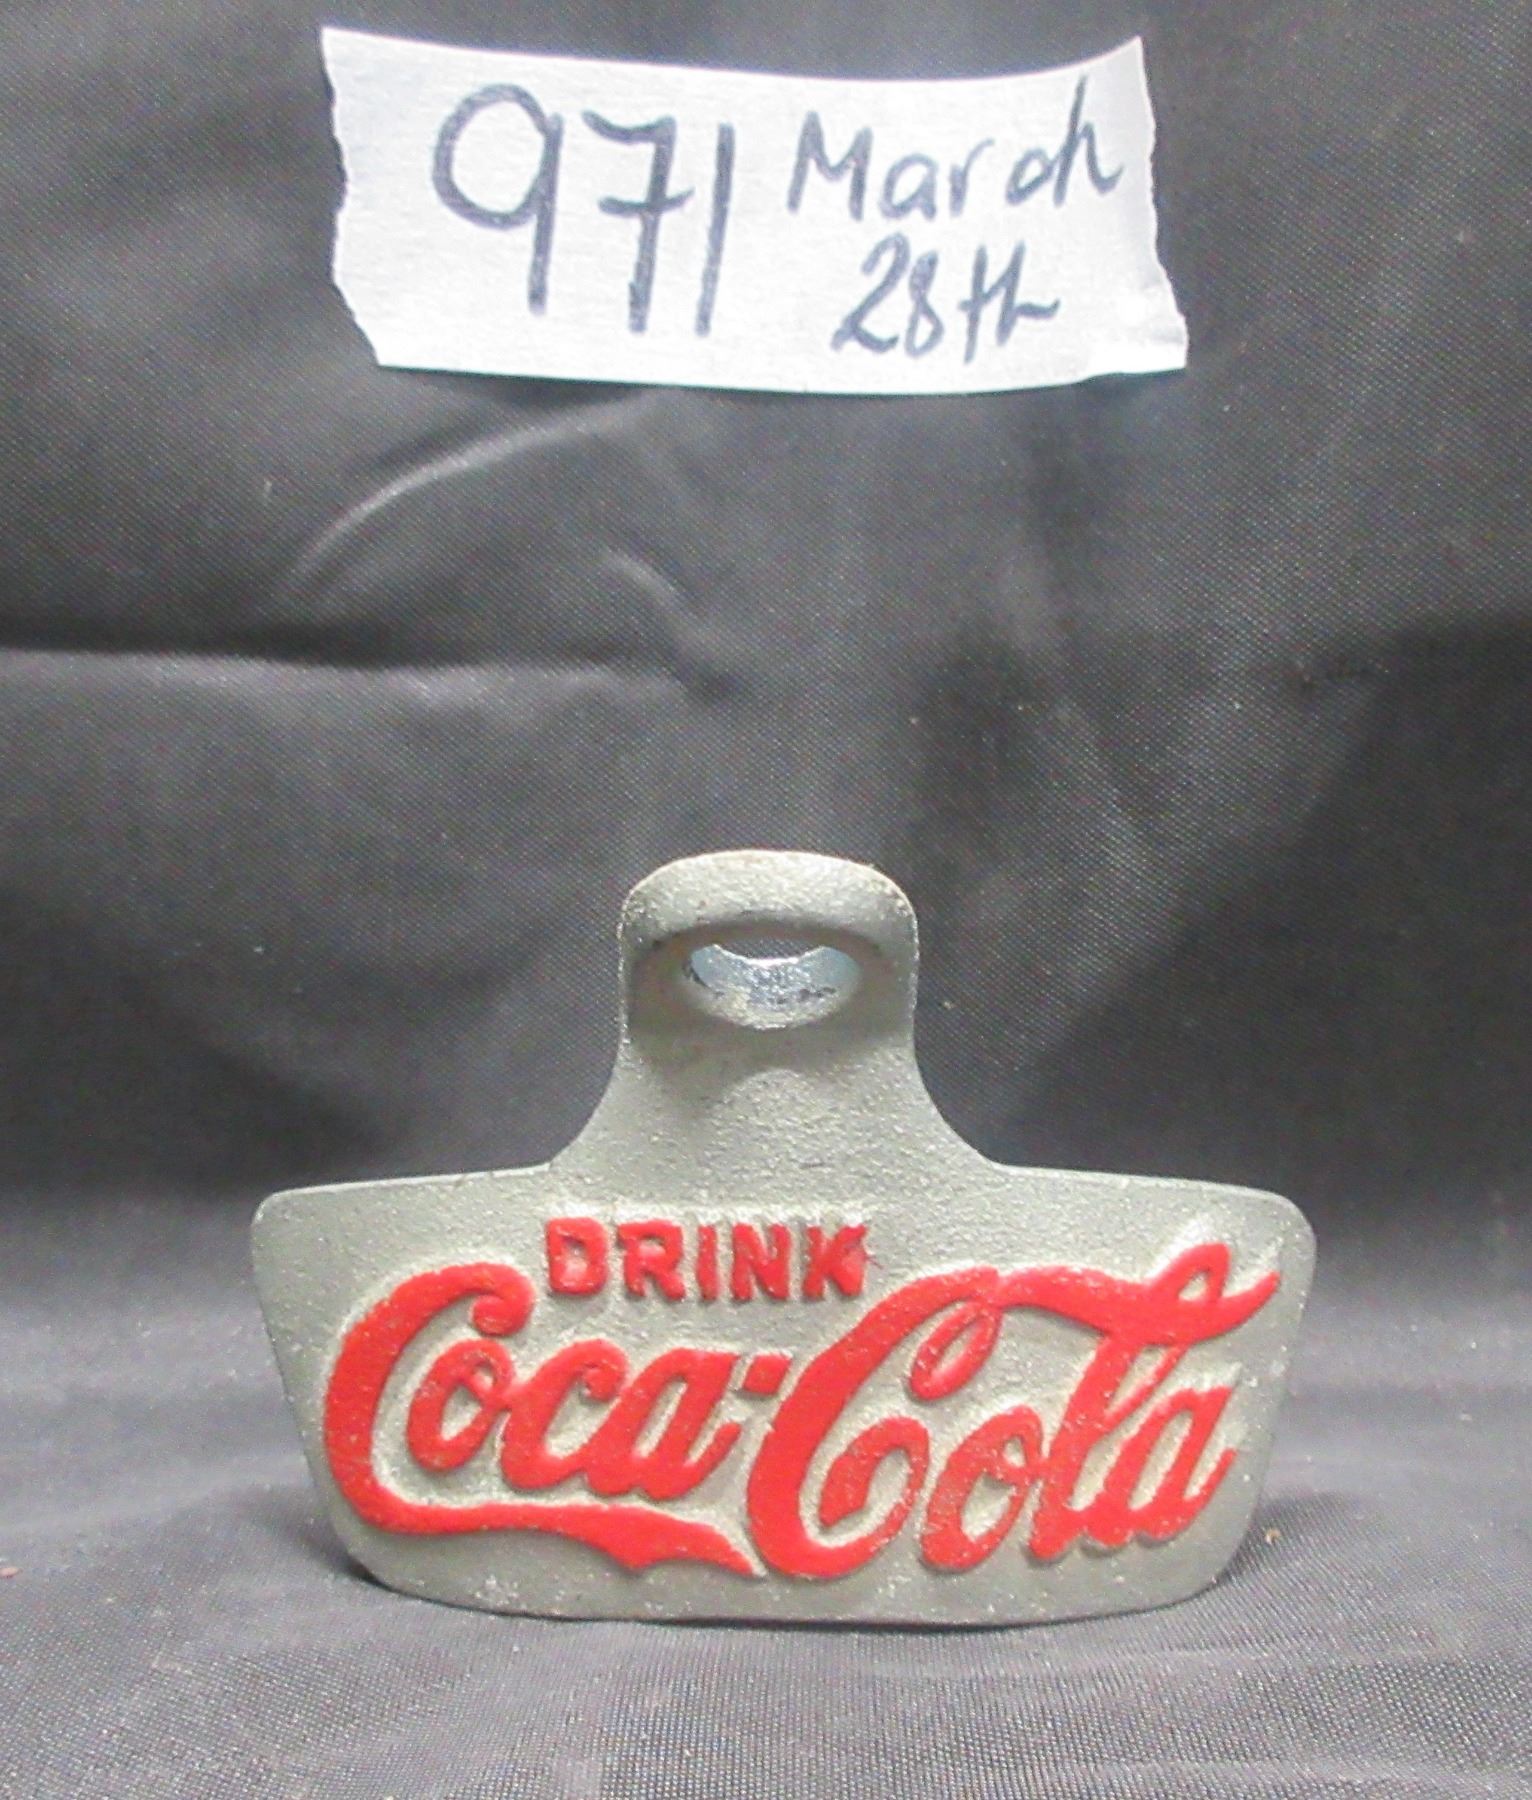 971 March
28th
DRINK
Coca-Cola